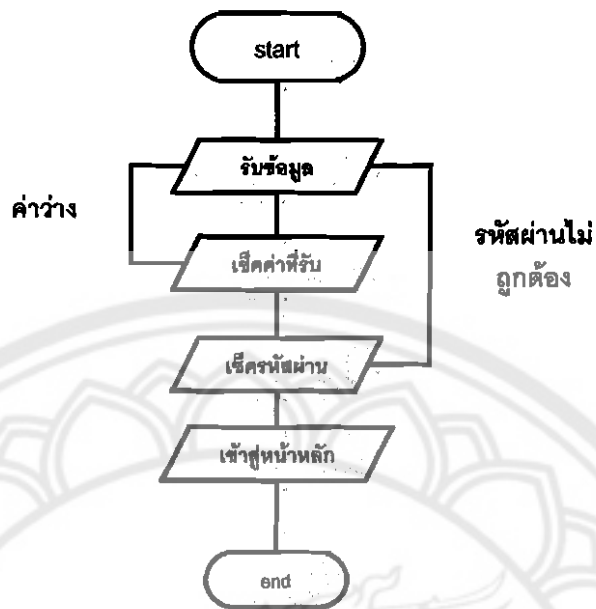 start
รับข้อมูล
ค่าว่าง
รหัสผ่านไม่
ถูกต้อง
เช็คค่าที่รับ
เช็ครหัสผ่าน
เข้าสู่หน้าหลัก
end